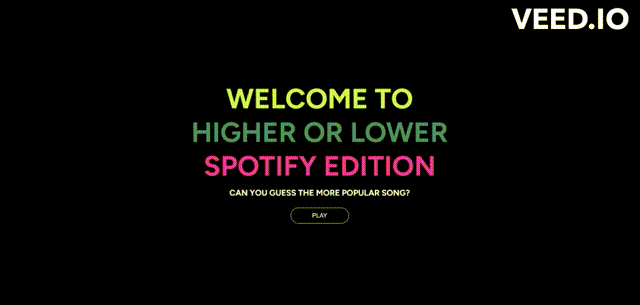 VEED.IO
WELCOME TO
HIGHER OR LOWER
SPOTIFY EDITION
CAN YOU GUESS THE MORE POPULAR SONG?
PLAY